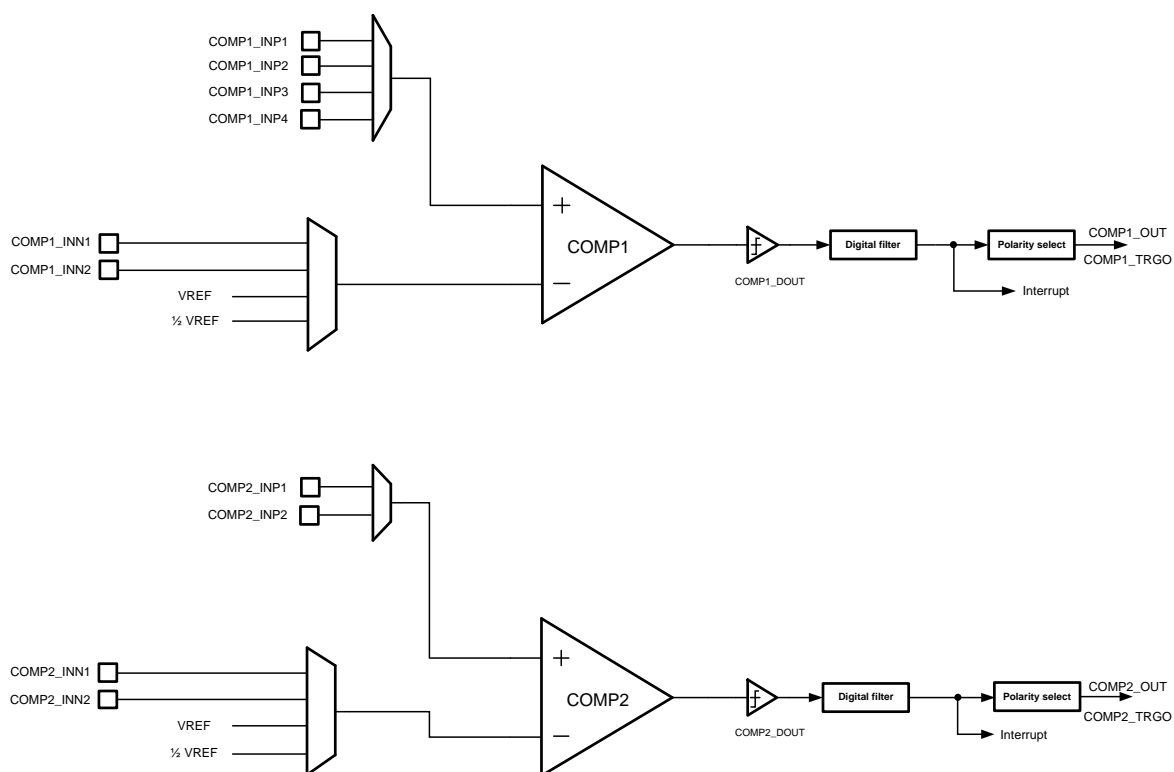 COMP1_INP1
COMP1_INP2
COMP1_INP3
COMP1_INP4
COMP1_INN1
COMP1_INN2
VREF
½ VREF
+
COMP1
−
COMP1_DOUT
Digital filter
Polarity select
COMP1_OUT
COMP1_TRGO
Interrupt
COMP2_INP1
COMP2_INP2
COMP2_INN1
COMP2_INN2
VREF
½ VREF
+
COMP2
−
COMP2_DOUT
Digital filter
Polarity select
COMP2_OUT
COMP2_TRGO
Interrupt